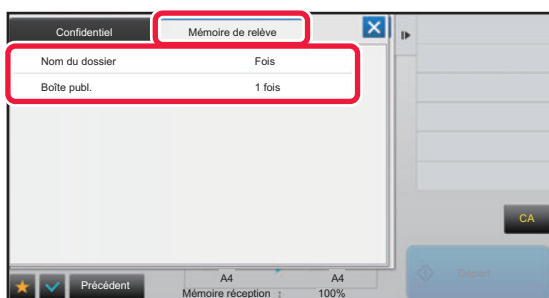 Confidentiel
Mémoire de relève
Nom du dossier Fois
Boîte publ. 1 fois
CA
Départ
A4 A4
Précédent
Mémoire réception : 100%